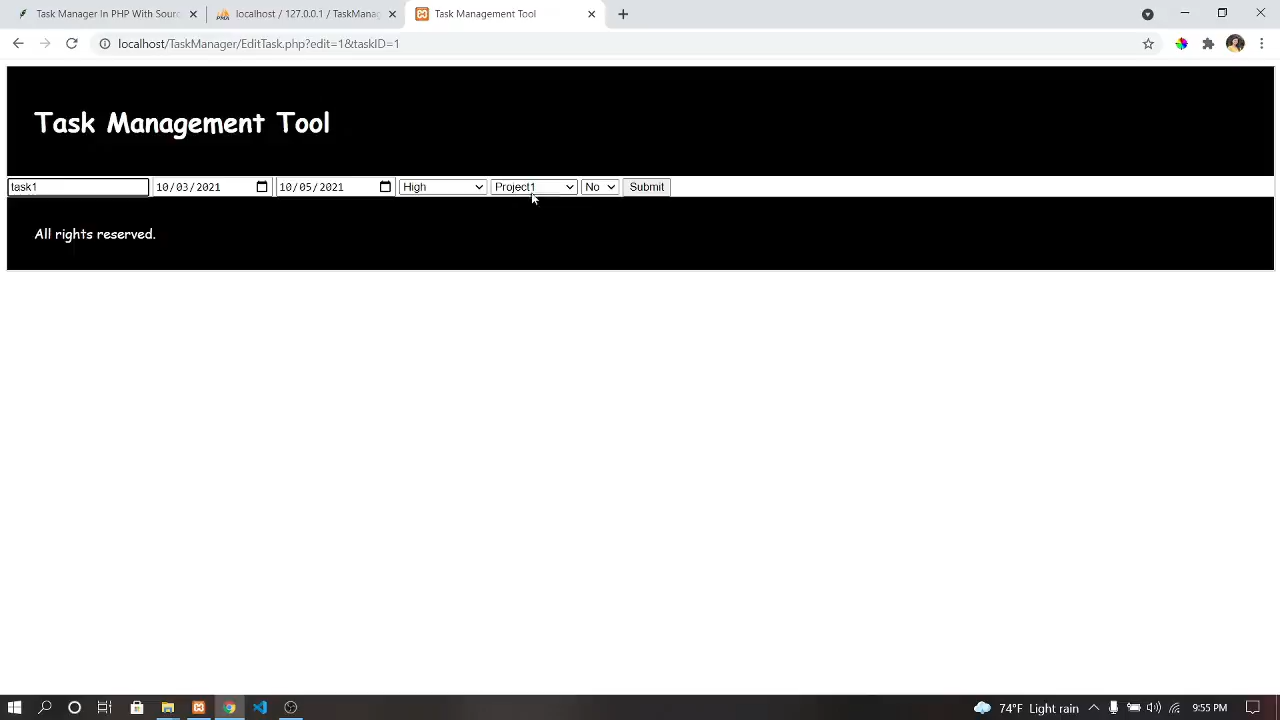 Task Manager In PHP With Sourc
localhost / 127.0.0.1 / TaskManag
Task Management Tool
localhost/TaskManager/EditTask.php?edit=1&taskID=1
Task Management Tool
task1 10/03/2021 10/05/2021 High Project1 No Submit
All rights reserved.
74°F Light rain 9:55 PM